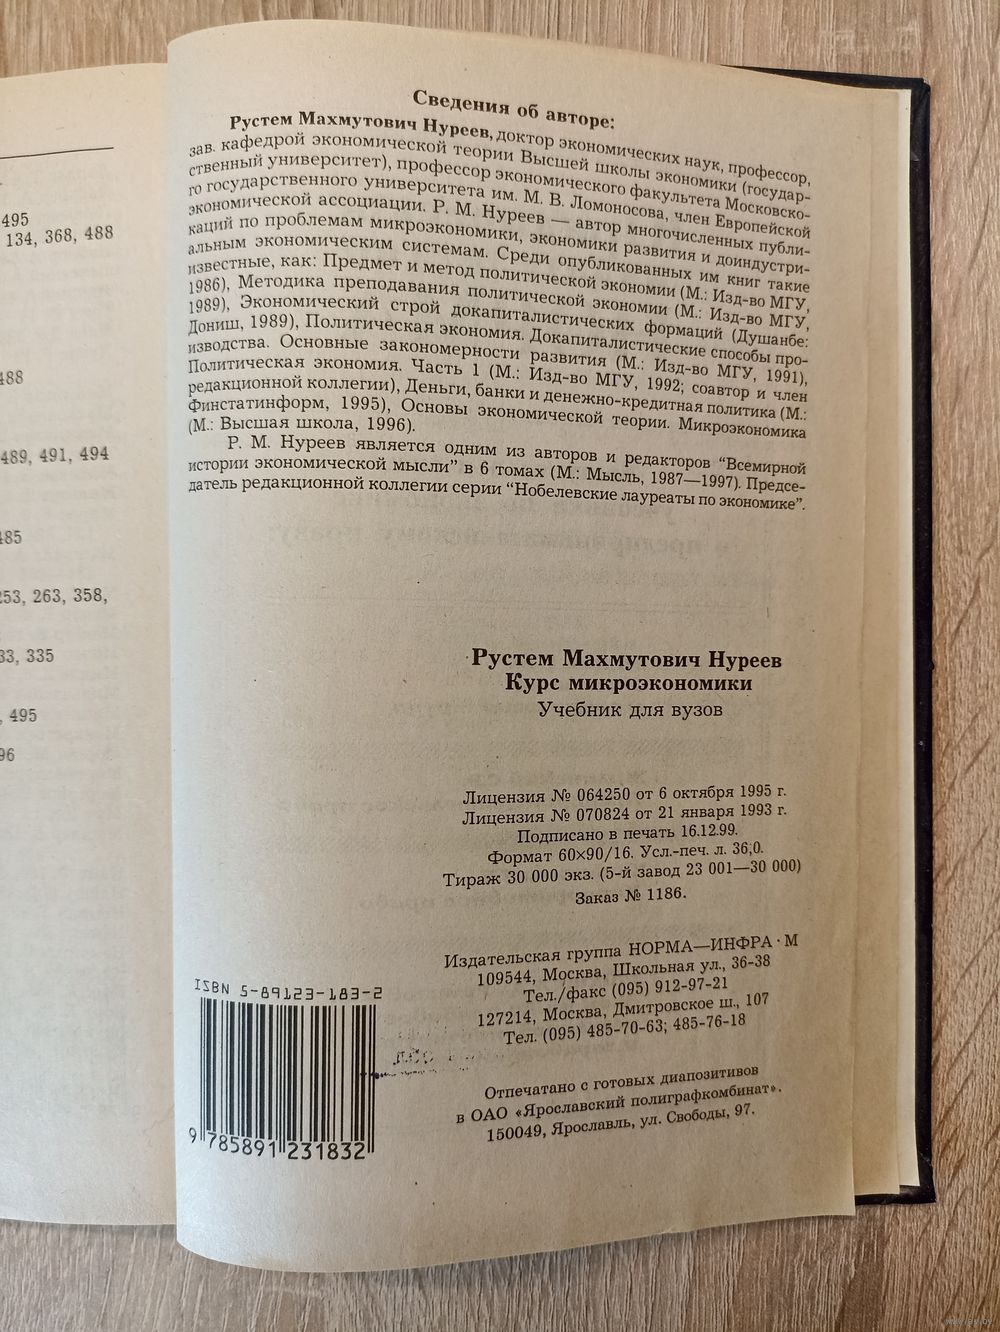 495
134, 368, 488
488
489, 491, 494
485
253, 263, 358,
33, 335
, 495
96
Сведения об авторе:
Рустем Махмутович Нуреев, доктор экономических наук, профессор,
зав. кафедрой экономической теории Высшей школы экономики (государ-
ственный университет), профессор экономического факультета Московско-
го государственного университета им. М. В. Ломоносова, член Европейской
экономической ассоциации. Р. М. Нуреев — автор многочисленных публи-
каций по проблемам микроэкономики, экономики развития и доиндустри-
альным экономическим системам. Среди опубликованных им книг такие
известные, как: Предмет и метод политической экономии (М.: Изд-во МГУ,
1986), Методика преподавания политической экономии (М.: Изд-во МГУ,
1989), Экономический строй докапиталистических формаций (Душанбе:
Дониш, 1989), Политическая экономия. Докапиталистические способы про-
изводства. Основные закономерности развития (М.: Изд-во МГУ, 1991),
Политическая экономия. Часть 1 (М.: Изд-во МГУ, 1992; соавтор и член
редакционной коллегии), Деньги, банки и денежно-кредитная политика (М.:
Финстатинформ, 1995), Основы экономической теории. Микроэкономика
(М.: Высшая школа, 1996).
Р. М. Нуреев является одним из авторов и редакторов “Всемирной
истории экономической мысли” в 6 томах (М.: Мысль, 1987—1997). Предсе-
датель редакционной коллегии серии “Нобелевские лауреаты по экономике”.
Рустем Махмутович Нуреев
Курс микроэкономики
Учебник для вузов
Лицензия № 064250 от 6 октября 1995 г.
Лицензия № 070824 от 21 января 1993 г.
Подписано в печать 16.12.99.
Формат 60×90/16. Усл.-печ. л. 36,0.
Тираж 30 000 экз. (5-й завод 23 001—30 000)
Заказ № 1186.
Издательская группа НОРМА—ИНФРА · М
109544, Москва, Школьная ул., 36-38
Тел./факс (095) 912-97-21
127214, Москва, Дмитровское ш., 107
Тел. (095) 485-70-63; 485-76-18
ISBN 5-89123-183-2
9 785891 231832
Отпечатано с готовых диапозитивов
в ОАО «Ярославский полиграфкомбинат».
150049, Ярославль, ул. Свободы, 97.